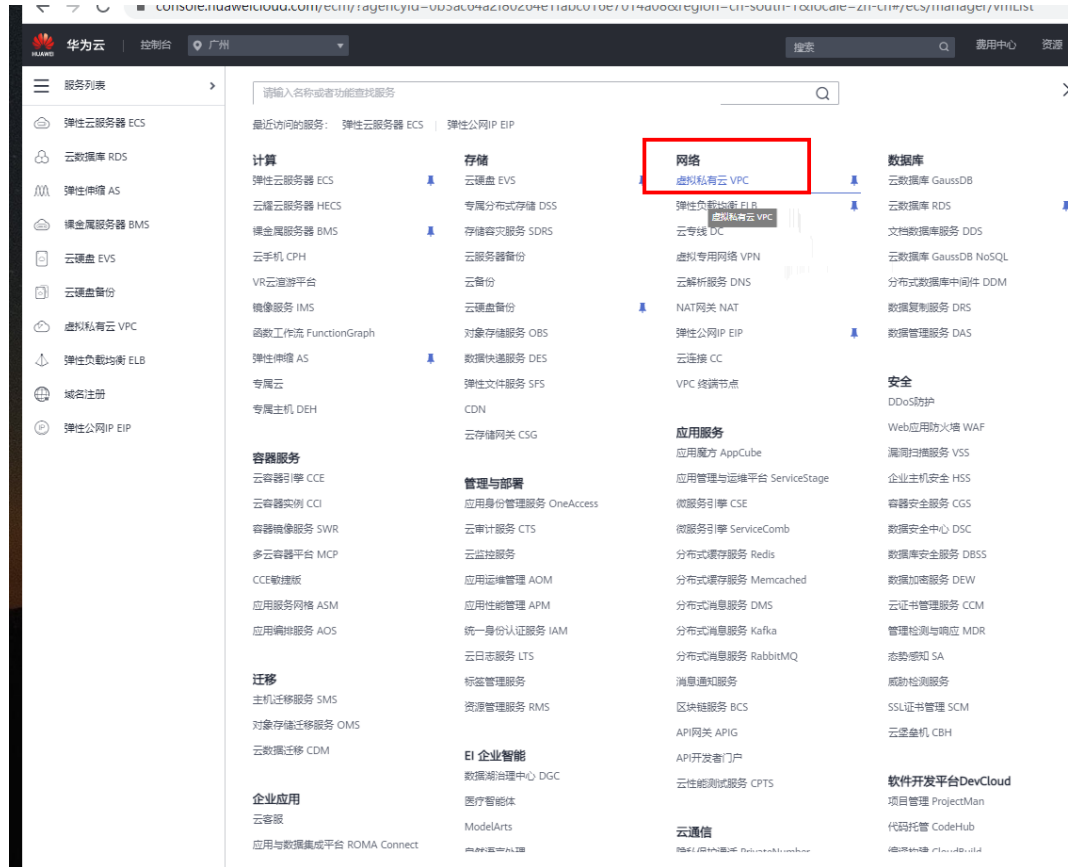 华为云
控制台
广州
搜索
费用中心
资源
HUAWEI
服务列表
弹性云服务器 ECS
云数据库 RDS
弹性伸缩 AS
裸金属服务器 BMS
云硬盘 EVS
云硬盘备份
虚拟私有云 VPC
弹性负载均衡 ELB
域名注册
弹性公网IP EIP
请输入名称或者功能查找服务
最近访问的服务： 弹性云服务器 ECS | 弹性公网IP EIP
计算
弹性云服务器 ECS
云耀云服务器 HECS
裸金属服务器 BMS
云手机 CPH
VR云渲游平台
镜像服务 IMS
函数工作流 FunctionGraph
弹性伸缩 AS
专属云
专属主机 DEH
容器服务
云容器引擎 CCE
云容器实例 CCI
容器镜像服务 SWR
多云容器平台 MCP
CCE敏捷版
应用服务网格 ASM
应用编排服务 AOS
迁移
主机迁移服务 SMS
对象存储迁移服务 OMS
云数据迁移 CDM
企业应用
云客服
应用与数据集成平台 ROMA Connect
存储
云硬盘 EVS
专属分布式存储 DSS
存储容灾服务 SDRS
云服务器备份
云备份
云硬盘备份
对象存储服务 OBS
数据快递服务 DES
弹性文件服务 SFS
CDN
云存储网关 CSG
管理与部署
应用身份管理服务 OneAccess
云审计服务 CTS
云监控服务
应用运维管理 AOM
应用性能管理 APM
统一身份认证服务 IAM
云日志服务 LTS
标签管理服务
资源管理服务 RMS
EI 企业智能
数据湖治理中心 DGC
医疗智能体
ModelArts
自然语言处理
网络
虚拟私有云 VPC
弹性负载均衡 ELB
虚拟私有云 VPC
云专线 DC
虚拟专用网络 VPN
云解析服务 DNS
NAT网关 NAT
弹性公网IP EIP
云连接 CC
VPC 终端节点
应用服务
应用魔方 AppCube
应用管理与运维平台 ServiceStage
微服务引擎 CSE
微服务引擎 ServiceComb
分布式缓存服务 Redis
分布式缓存服务 Memcached
分布式消息服务 DMS
分布式消息服务 Kafka
分布式消息服务 RabbitMQ
消息通知服务
区块链服务 BCS
API网关 APIG
API开发者门户
云性能测试服务 CPTS
云通信
隐私保护通话 PrivateNumber
数据库
云数据库 GaussDB
云数据库 RDS
文档数据库服务 DDS
云数据库 GaussDB NoSQL
分布式数据库中间件 DDM
数据复制服务 DRS
数据管理服务 DAS
安全
DDoS防护
Web应用防火墙 WAF
漏洞扫描服务 VSS
企业主机安全 HSS
容器安全服务 CGS
数据安全中心 DSC
数据库安全服务 DBSS
数据加密服务 DEW
云证书管理服务 CCM
管理检测与响应 MDR
态势感知 SA
威胁检测服务
SSL证书管理 SCM
云堡垒机 CBH
软件开发平台DevCloud
项目管理 ProjectMan
代码托管 CodeHub
编译构建 CloudBuild